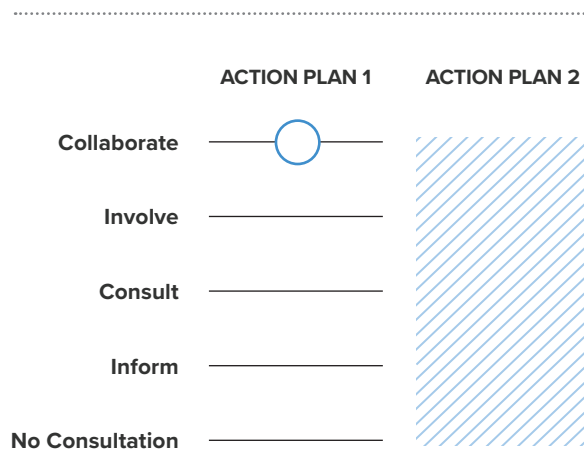 ACTION PLAN 1 ACTION PLAN 2
Collaborate
Involve
Consult
Inform
No Consultation